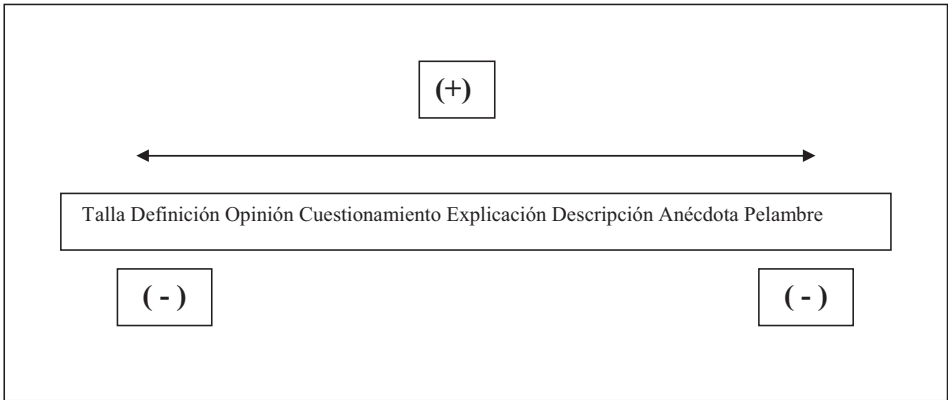 (+)
Talla Definición Opinión Cuestionamiento Explicación Descripción Anécdota Pelambre
( - )
( - )